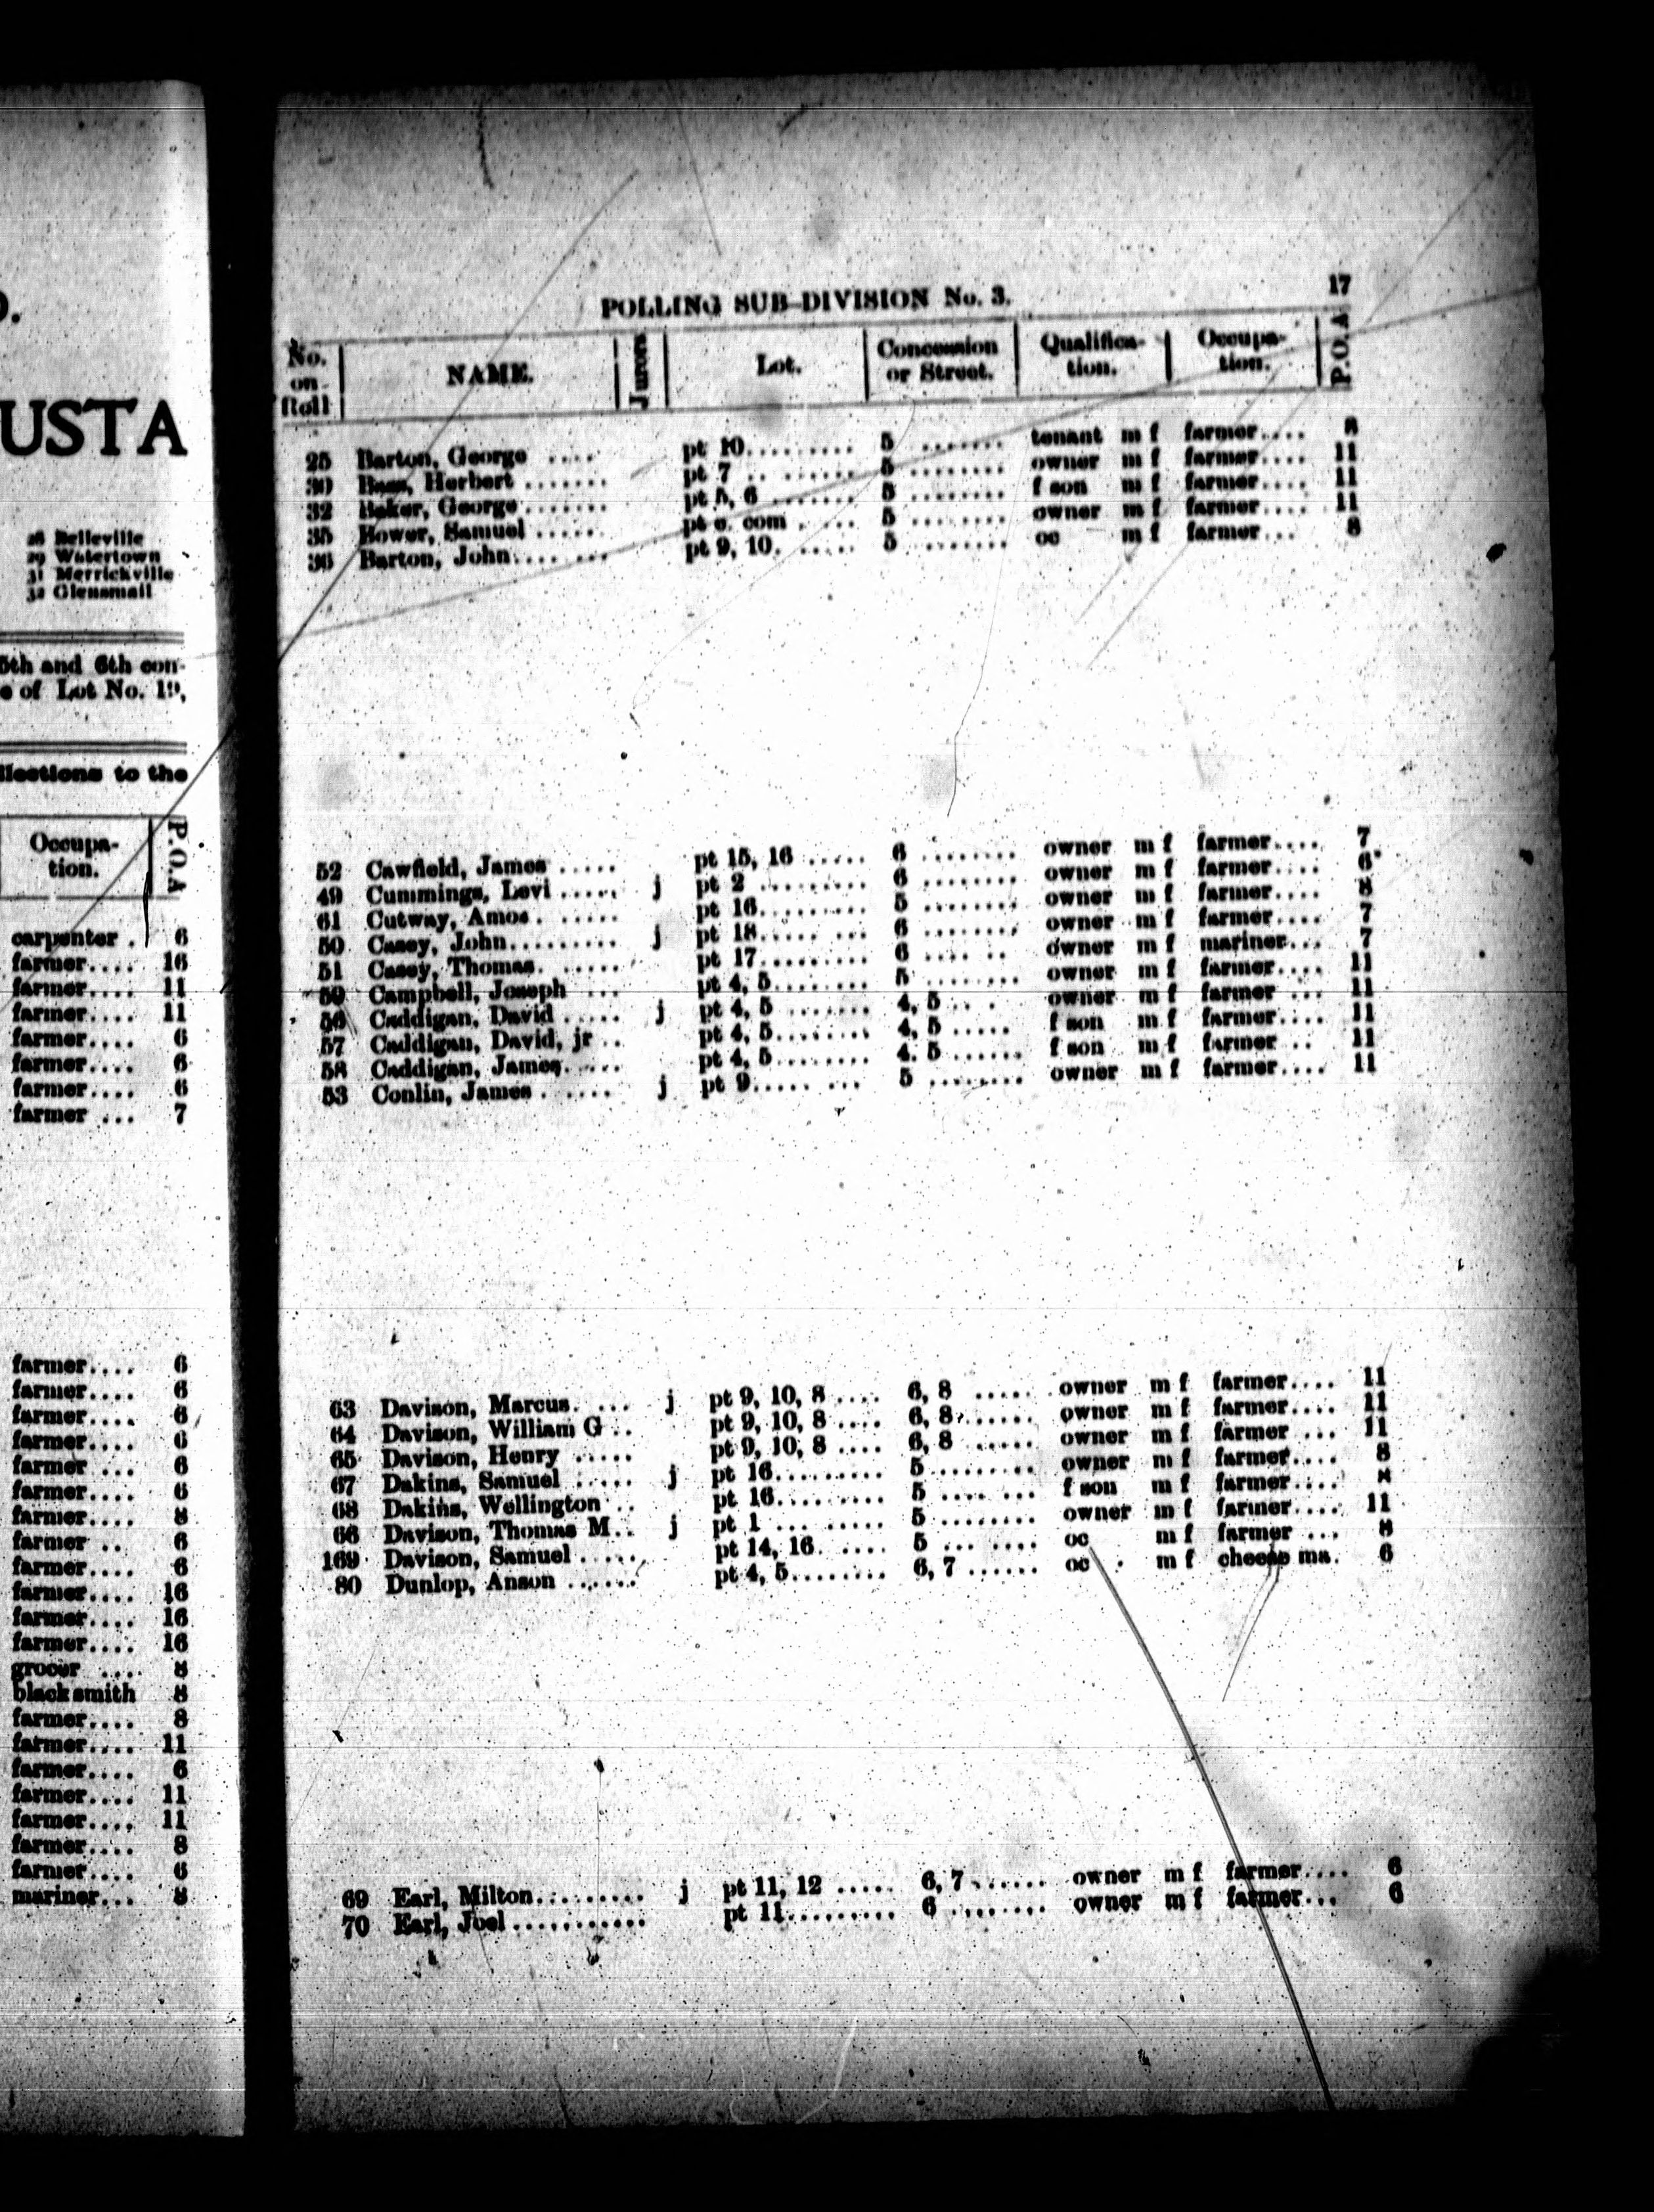 USTA
28 Belleville
29 Watertown
31 Merrickville
32 Glensmail
5th and 6th con-
e of Lot No. 19,
llections to the
Occupa-
tion.
P.O.A
carpenter . 6
farmer.... 16
farmer.... 11
farmer.... 11
farmer.... 6
farmer.... 6
farmer.... 6
farmer ... 7
farmer.... 6
farmer.... 6
farmer.... 6
farmer.... 6
farmer ... 6
farmer.... 6
farmer.... 8
farmer .. 6
farmer.... 6
farmer.... 16
farmer.... 16
farmer.... 16
grocer .... 8
blacksmith 8
farmer.... 8
farmer.... 11
farmer.... 6
farmer.... 11
farmer.... 11
farmer.... 8
farmer.... 6
mariner... 8
17
POLLING SUB-DIVISION No. 3.
No. on Roll NAME. Jurors Lot. Concession or Street. Qualifica-tion. Occupa-tion. P.O.A
25 Barton, George .... pt 10......... 5 ....... tenant m f farmer.... 8
30 Bass, Herbert ....... pt 7 .. ...... 5 ........ owner m f farmer.... 11
32 Baker, George....... pt 5, 6 ....... 5 ........ f son m f farmer.... 11
35 Bower, Samuel ..... pt e. com . .... 5 ........ owner m f farmer.... 11
36 Barton, John........ pt 9, 10. ..... 5 ........ oc m f farmer... 8
52 Cawfield, James ..... pt 15, 16 ..... 6 ........ owner m f farmer.... 7
49 Cummings, Levi ..... j pt 2 ......... 6 ........ owner m f farmer.... 6
61 Cutway, Amos. ..... pt 16......... 5 ........ owner m f farmer.... 8
50 Casey, John......... j pt 18..... ... 6 ........ owner m f farmer.... 7
51 Casey, Thomas. ..... pt 17......... 6 .... .. owner m f mariner... 7
59 Campbell, Joseph ... pt 4, 5........ 5 ........ owner m f farmer.... 11
56 Caddigan, David ..... j pt 4, 5 ....... 4, 5 .. . owner m f farmer ... 11
57 Caddigan, David, jr .. pt 4, 5........ 4, 5 ..... f son m f farmer.... 11
58 Caddigan, James..... pt 4, 5........ 4. 5....... f son m f farmer ... 11
53 Conlin, James ...... j pt 9..... ... 5 ........ owner m f farmer.... 11
63 Davison, Marcus. ... j pt 9, 10, 8 .... 6, 8 ..... owner m f farmer.... 11
64 Davison, William G .. pt 9, 10, 8 .... 6, 8....... owner m f farmer.... 11
65 Davison, Henry ..... pt 9, 10, 8 .... 6, 8 ...... owner m f farmer ... 11
67 Dakins, Samuel ..... j pt 16......... 5......... owner m f farmer.... 8
68 Dakins, Wellington .. pt 16......... 5 .... ... f son m f farmer.... 8
66 Davison, Thomas M.. j pt 1 ... ..... 5........ owner m f farmer.... 11
169 Davison, Samuel ..... pt 14, 16. ..... 5 ... .... oc m f farmer ... 8
80 Dunlop, Anson ...... pt 4, 5........ 6, 7 ...... oc m f cheese ma. 6
69 Earl, Milton......... j pt 11, 12 ..... 6, 7 ...... owner m f farmer.... 6
70 Earl, Joel........... pt 11......... 6 ........ owner m f farmer... 6